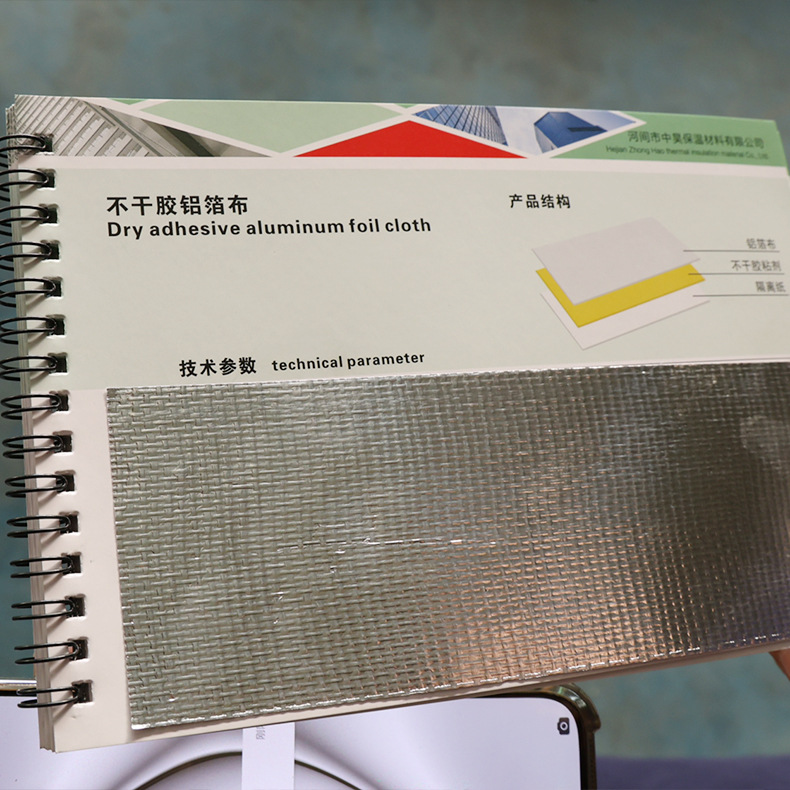 河间市中昊保温材料有限公司
Hejian Zhong Hao thermal insulation material Co., Ltd.
不干胶铝箔布
Dry adhesive aluminum foil cloth
产品结构
铝箔布
不干胶粘剂
隔离纸
技术参数 technical parameter